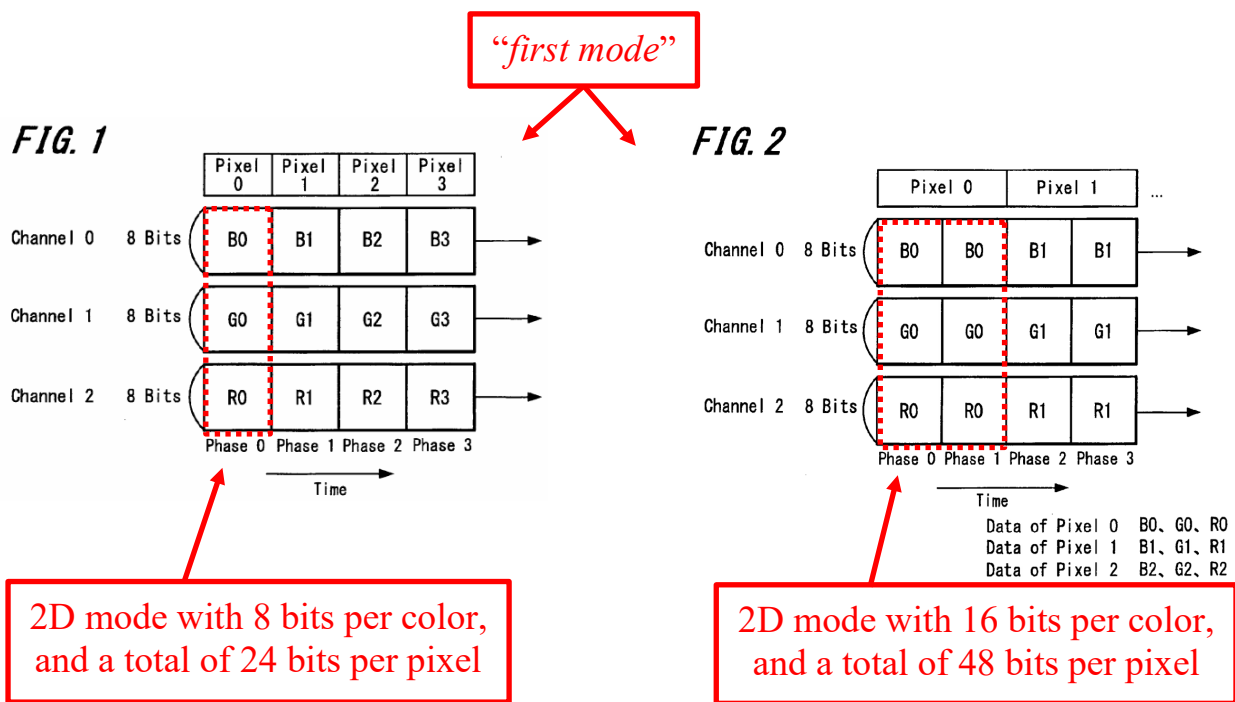 “first mode”
FIG. 1
Pixel 0 Pixel 1 Pixel 2 Pixel 3
Channel 0 8 Bits B0 B1 B2 B3
Channel 1 8 Bits G0 G1 G2 G3
Channel 2 8 Bits R0 R1 R2 R3
Phase 0 Phase 1 Phase 2 Phase 3
Time
2D mode with 8 bits per color,
and a total of 24 bits per pixel
FIG. 2
Pixel 0 Pixel 1 ...
Channel 0 8 Bits B0 B0 B1 B1
Channel 1 8 Bits G0 G0 G1 G1
Channel 2 8 Bits R0 R0 R1 R1
Phase 0 Phase 1 Phase 2 Phase 3
Time
Data of Pixel 0 B0、G0、R0
Data of Pixel 1 B1、G1、R1
Data of Pixel 2 B2、G2、R2
2D mode with 16 bits per color,
and a total of 48 bits per pixel